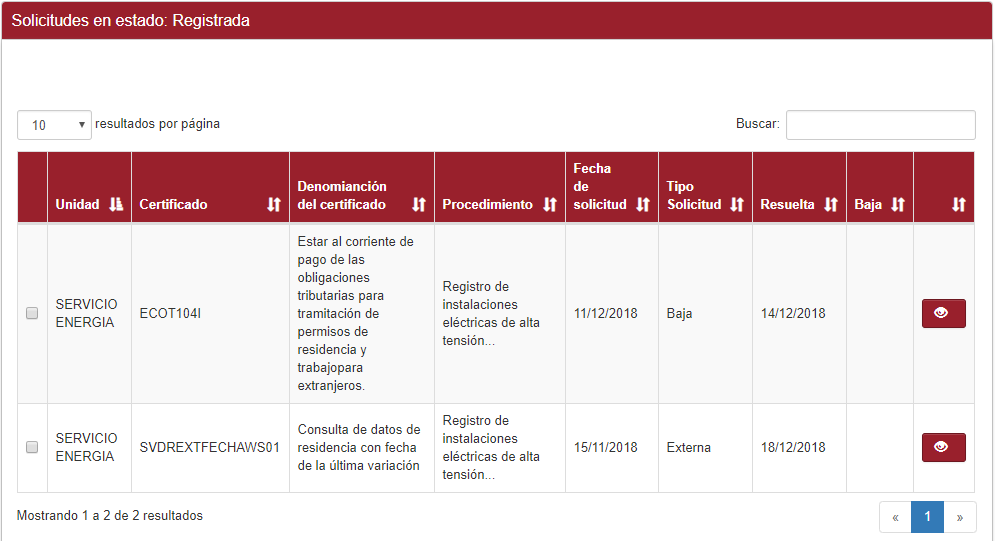 Solicitudes en estado: Registrada
10 resultados por página
Buscar:
Unidad
Certificado
Denomianción
del certificado
Procedimiento
Fecha
de
solicitud
Tipo
Solicitud
Resuelta
Baja
SERVICIO
ENERGIA
ECOT104I
Estar al corriente de
pago de las
obligaciones
tributarias para
tramitación de
permisos de
residencia y
trabajopara
extranjeros.
Registro de
instalaciones
eléctricas de alta
tensión...
11/12/2018
Baja
14/12/2018
SERVICIO
ENERGIA
SVDREXTFECHAWS01
Consulta de datos de
residencia con fecha
de la última variación
Registro de
instalaciones
eléctricas de alta
tensión...
15/11/2018
Externa
18/12/2018
Mostrando 1 a 2 de 2 resultados
« 1 »